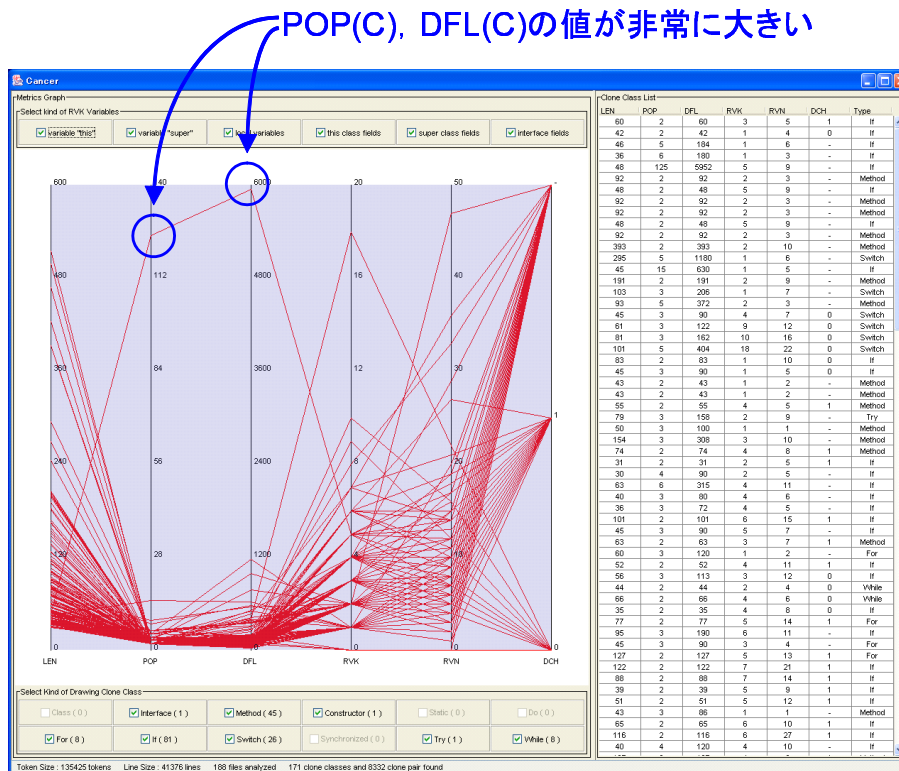 POP(C), DFL(C)の値が非常に大きい
Cancer
Metrics Graph
Select kind of RVK Variables
variable "this" variable "super" local variables this class fields super class fields interface fields
600 140 6000 20 50 -
480 112 4800 16 40
360 84 3600 12 30
1
240 56 2400 8 20
120 28 1200 4 10
0 0 0 0 0 0
LEN POP DFL RVK RVN DCH
Select Kind of Drawing Clone Class
Class ( 0 ) Interface ( 1 ) Method ( 45 ) Constructor ( 1 ) Static ( 0 ) Do ( 0 )
For ( 8 ) If ( 81 ) Switch ( 26 ) Synchronized ( 0 ) Try ( 1 ) While ( 8 )
Clone Class List
LEN POP DFL RVK RVN DCH Type
60 2 60 3 5 1 If
42 2 42 1 4 0 If
46 5 184 1 6 - If
36 6 180 1 3 - If
48 125 5952 5 9 - If
92 2 92 2 3 - Method
48 2 48 5 9 - If
92 2 92 2 3 - Method
92 2 92 2 3 - Method
48 2 48 5 9 - If
92 2 92 2 3 - Method
393 2 393 2 10 - Method
295 5 1180 1 6 - Switch
45 15 630 1 5 - If
191 2 191 2 9 - Method
103 3 206 1 7 - Switch
93 5 372 2 3 - Method
45 3 90 4 7 0 Switch
61 3 122 9 12 0 Switch
81 3 162 10 16 0 Switch
101 5 404 18 22 0 Switch
83 2 83 1 10 0 If
45 3 90 1 5 0 If
43 2 43 1 2 - Method
43 2 43 1 2 - Method
55 2 55 4 5 1 Method
79 3 158 2 9 - Try
50 3 100 1 1 - Method
154 3 308 3 10 - Method
74 2 74 4 8 1 Method
31 2 31 2 5 1 If
30 4 90 2 5 - If
63 6 315 4 11 - If
40 3 80 4 6 - If
36 3 72 4 5 - If
101 2 101 6 15 1 If
45 3 90 5 7 - If
63 2 63 3 7 1 Method
60 3 120 1 2 - For
52 2 52 4 11 1 If
56 3 113 3 12 0 If
44 2 44 2 4 0 While
66 2 66 4 6 0 While
35 2 35 4 8 0 If
77 2 77 5 14 1 For
95 3 190 6 11 - If
45 3 90 3 4 - For
127 2 127 5 13 1 For
122 2 122 7 21 1 If
88 2 88 7 14 1 If
39 2 39 5 9 1 If
51 2 51 5 12 1 If
43 3 86 1 1 - Method
65 2 65 6 10 1 If
116 2 116 6 27 1 If
40 4 120 4 10 - If
Token Size : 135425 tokens Line Size : 41376 lines 188 files analyzed 171 clone classes and 8332 clone pair found